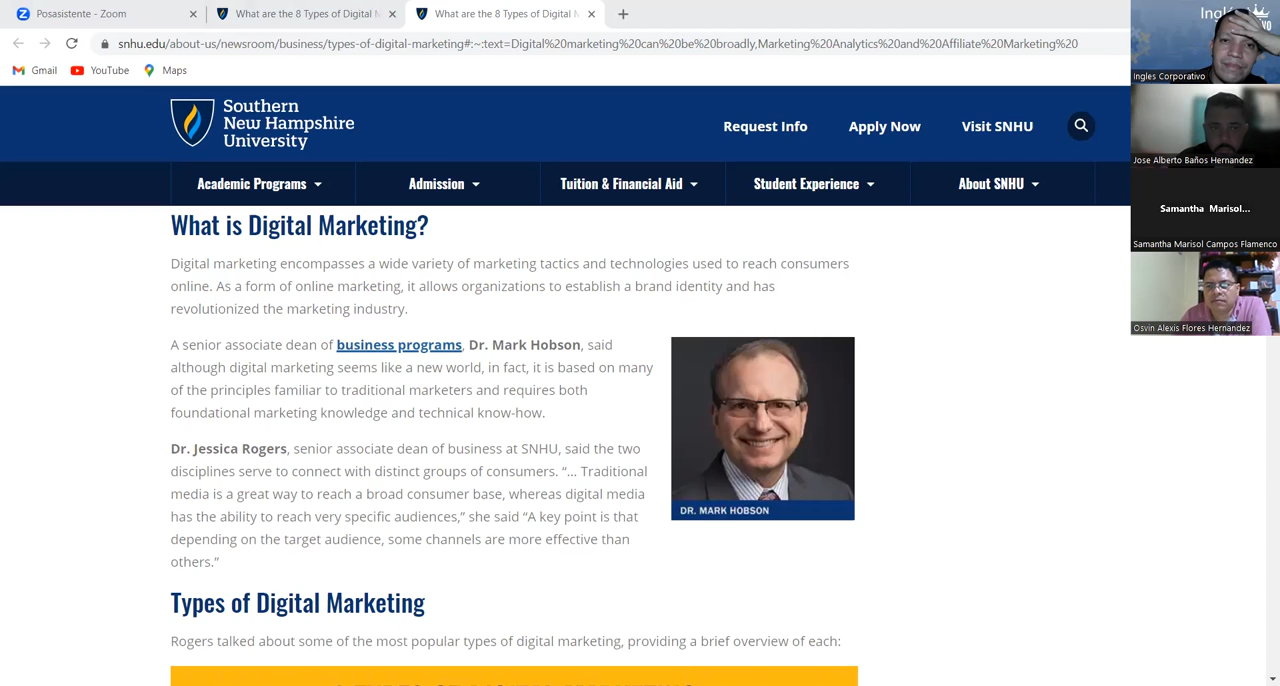 Posasistente - Zoom
What are the 8 Types of Digital M
What are the 8 Types of Digital M
snhu.edu/about-us/newsroom/business/types-of-digital-marketing#:~:text=Digital%20marketing%20can%20be%20broadly,Marketing%20Analytics%20and%20Affiliate%20Marketing%20
Gmail
YouTube
Maps
Ingles Corporativo
Jose Alberto Baños Hernandez
Samantha Marisol...
Samantha Marisol Campos Flamenco
Osvin Alexis Flores Hernandez
Southern
New Hampshire
University
Request Info
Apply Now
Visit SNHU
Academic Programs
Admission
Tuition & Financial Aid
Student Experience
About SNHU
What is Digital Marketing?
Digital marketing encompasses a wide variety of marketing tactics and technologies used to reach consumers
online. As a form of online marketing, it allows organizations to establish a brand identity and has
revolutionized the marketing industry.
A senior associate dean of business programs, Dr. Mark Hobson, said
although digital marketing seems like a new world, in fact, it is based on many
of the principles familiar to traditional marketers and requires both
foundational marketing knowledge and technical know-how.
DR. MARK HOBSON
Dr. Jessica Rogers, senior associate dean of business at SNHU, said the two
disciplines serve to connect with distinct groups of consumers. “... Traditional
media is a great way to reach a broad consumer base, whereas digital media
has the ability to reach very specific audiences,” she said “A key point is that
depending on the target audience, some channels are more effective than
others.”
Types of Digital Marketing
Rogers talked about some of the most popular types of digital marketing, providing a brief overview of each: